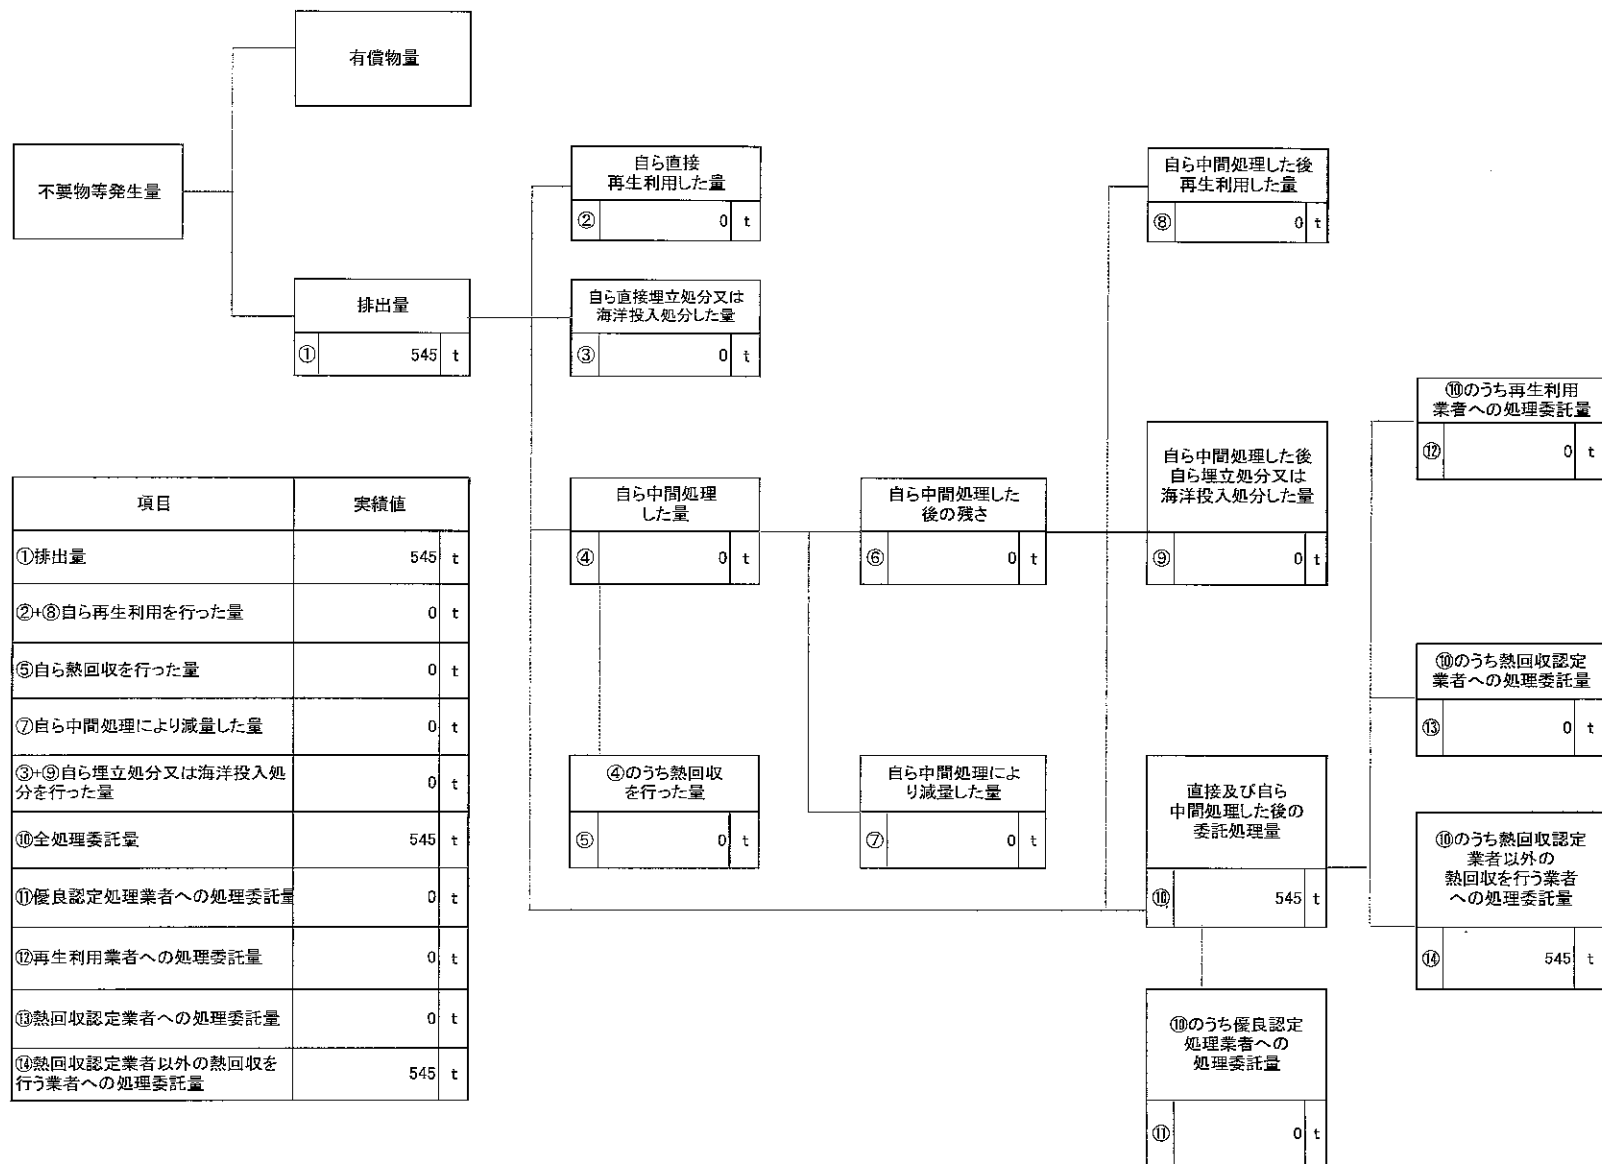 有償物量
不要物等発生量
排出量
① 545 t
自ら直接
再生利用した量
② 0 t
自ら直接埋立処分又は
海洋投入処分した量
③ 0 t
自ら中間処理
した量
④ 0 t
④のうち熱回収
を行った量
⑤ 0 t
自ら中間処理した
後の残さ
⑥ 0 t
自ら中間処理によ
り減量した量
⑦ 0 t
自ら中間処理した後
再生利用した量
⑧ 0 t
自ら中間処理した後
自ら埋立処分又は
海洋投入処分した量
⑨ 0 t
直接及び自ら
中間処理した後の
委託処理量
⑩ 545 t
⑩のうち優良認定
処理業者への
処理委託量
⑪ 0 t
⑩のうち再生利用
業者への処理委託量
⑫ 0 t
⑩のうち熱回収認定
業者への処理委託量
⑬ 0 t
⑩のうち熱回収認定
業者以外の
熱回収を行う業者
への処理委託量
⑭ 545 t
項目 実績値
①排出量 545 t
②+⑧自ら再生利用を行った量 0 t
⑤自ら熱回収を行った量 0 t
⑦自ら中間処理により減量した量 0 t
③+⑨自ら埋立処分又は海洋投入処
分を行った量 0 t
⑩全処理委託量 545 t
⑪優良認定処理業者への処理委託量 0 t
⑫再生利用業者への処理委託量 0 t
⑬熱回収認定業者への処理委託量 0 t
⑭熱回収認定業者以外の熱回収を
行う業者への処理委託量 545 t